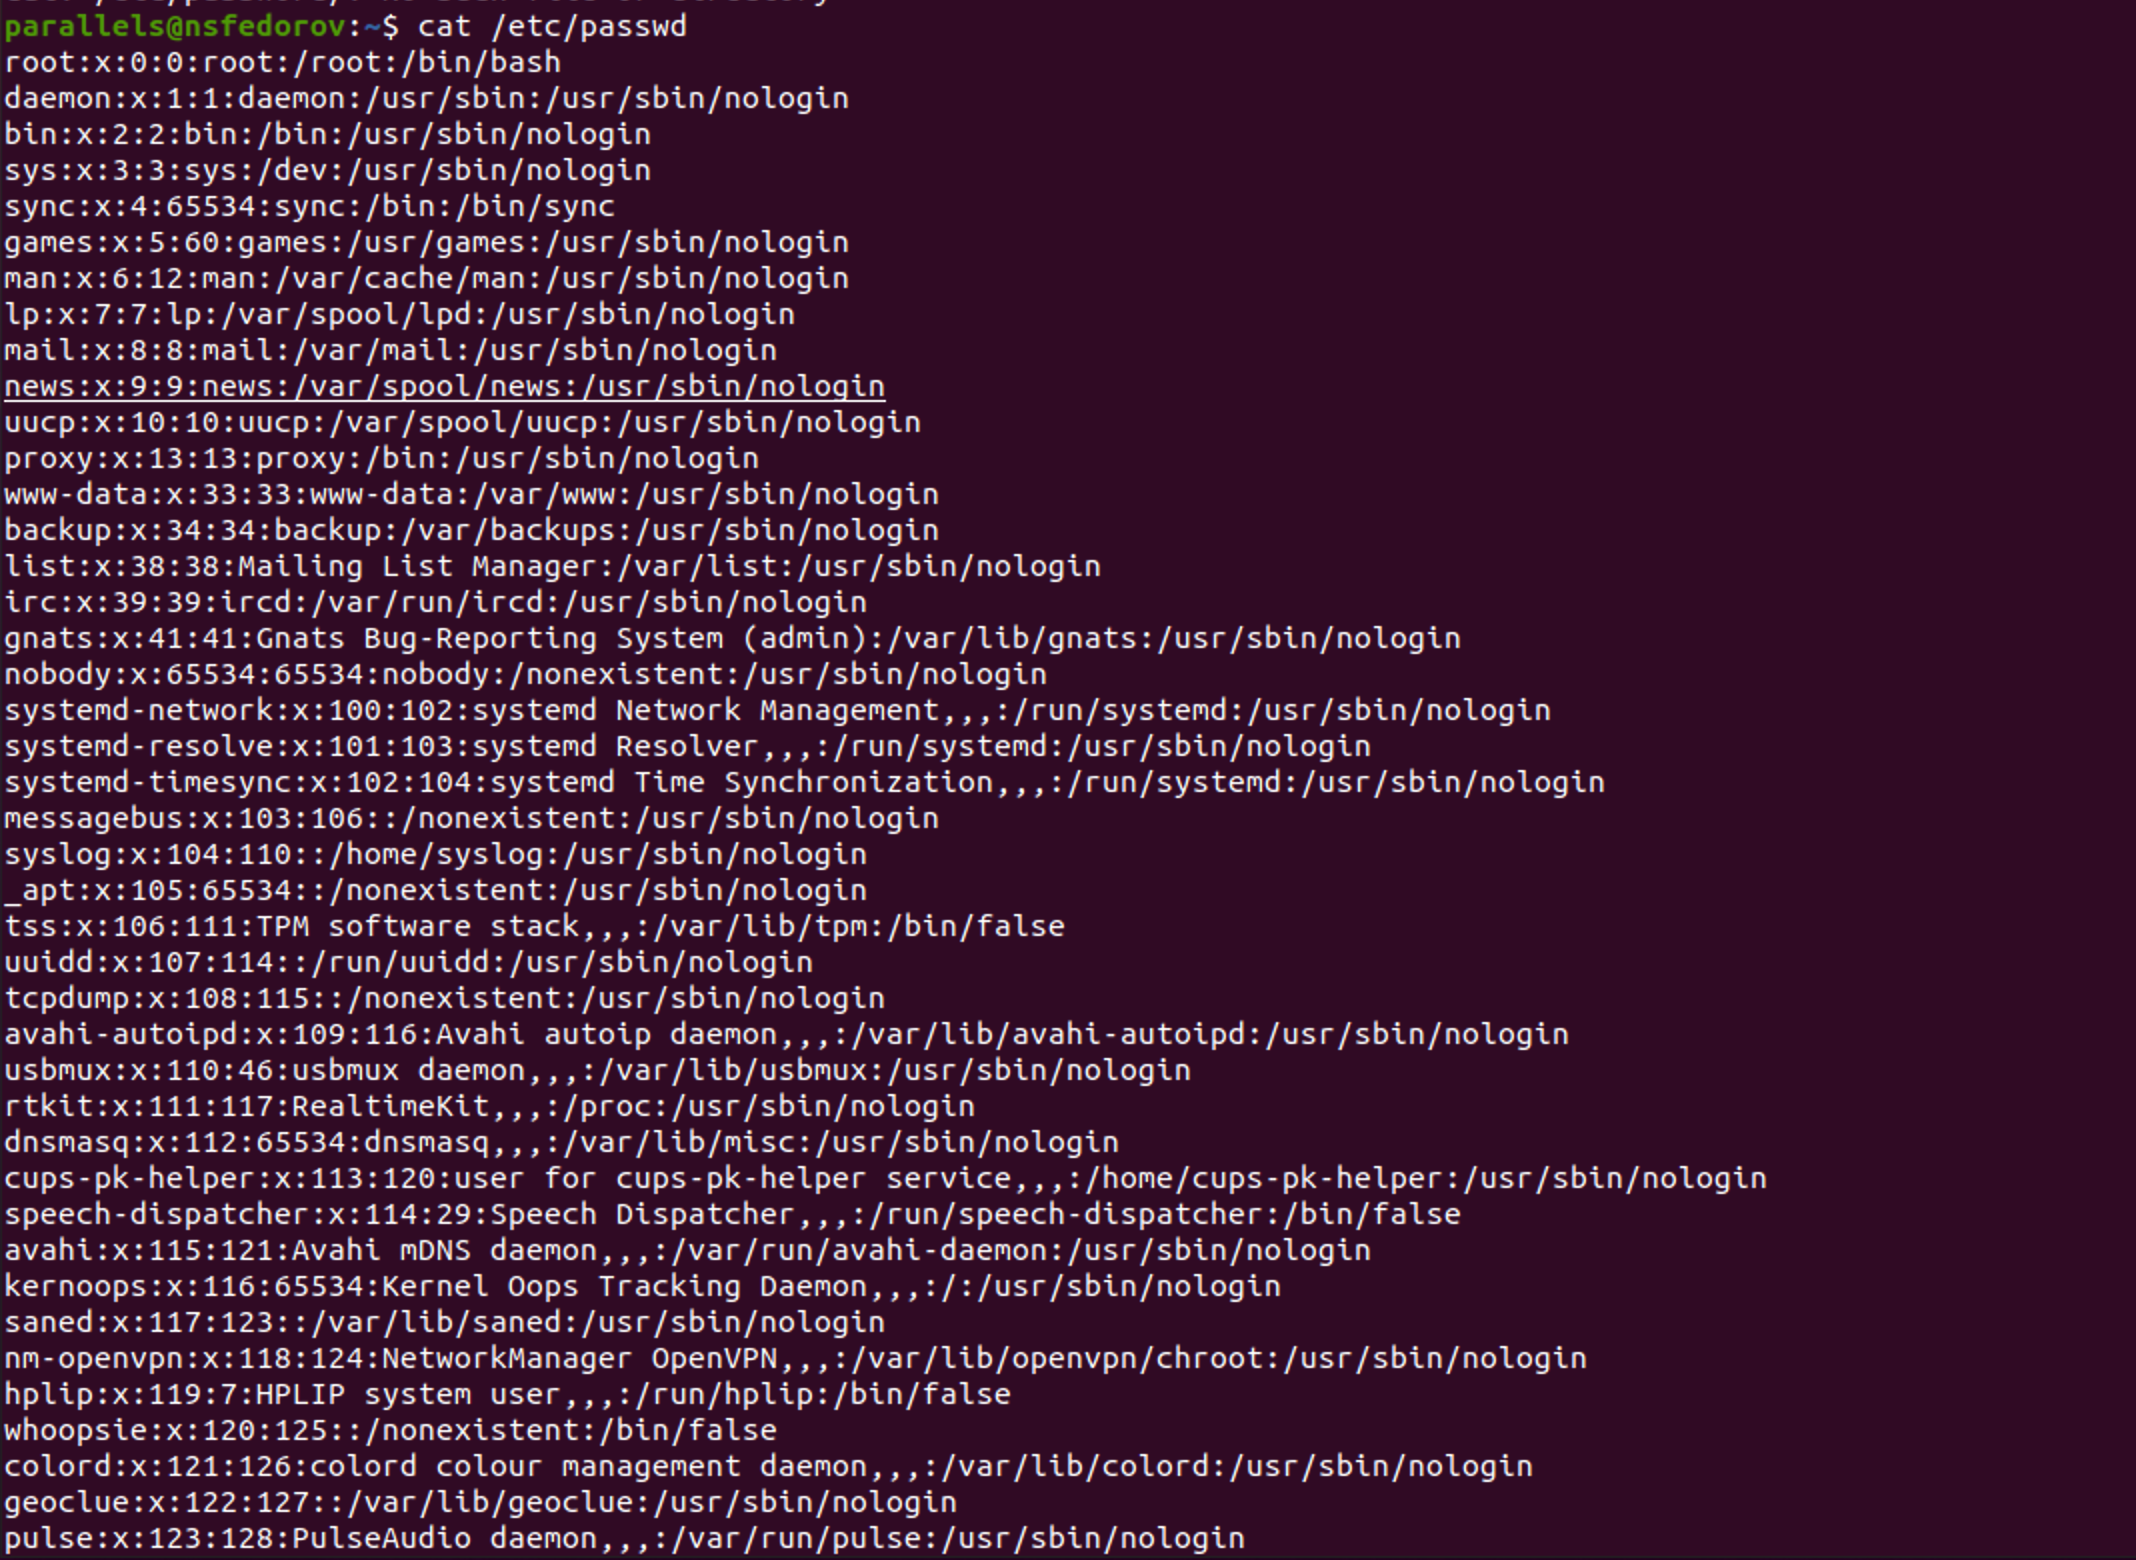 parallels@nsfedorov:~$ cat /etc/passwd
root:x:0:0:root:/root:/bin/bash
daemon:x:1:1:daemon:/usr/sbin:/usr/sbin/nologin
bin:x:2:2:bin:/bin:/usr/sbin/nologin
sys:x:3:3:sys:/dev:/usr/sbin/nologin
sync:x:4:65534:sync:/bin:/bin/sync
games:x:5:60:games:/usr/games:/usr/sbin/nologin
man:x:6:12:man:/var/cache/man:/usr/sbin/nologin
lp:x:7:7:lp:/var/spool/lpd:/usr/sbin/nologin
mail:x:8:8:mail:/var/mail:/usr/sbin/nologin
news:x:9:9:news:/var/spool/news:/usr/sbin/nologin
uucp:x:10:10:uucp:/var/spool/uucp:/usr/sbin/nologin
proxy:x:13:13:proxy:/bin:/usr/sbin/nologin
www-data:x:33:33:www-data:/var/www:/usr/sbin/nologin
backup:x:34:34:backup:/var/backups:/usr/sbin/nologin
list:x:38:38:Mailing List Manager:/var/list:/usr/sbin/nologin
irc:x:39:39:ircd:/var/run/ircd:/usr/sbin/nologin
gnats:x:41:41:Gnats Bug-Reporting System (admin):/var/lib/gnats:/usr/sbin/nologin
nobody:x:65534:65534:nobody:/nonexistent:/usr/sbin/nologin
systemd-network:x:100:102:systemd Network Management,,,:/run/systemd:/usr/sbin/nologin
systemd-resolve:x:101:103:systemd Resolver,,,:/run/systemd:/usr/sbin/nologin
systemd-timesync:x:102:104:systemd Time Synchronization,,,:/run/systemd:/usr/sbin/nologin
messagebus:x:103:106::/nonexistent:/usr/sbin/nologin
syslog:x:104:110::/home/syslog:/usr/sbin/nologin
_apt:x:105:65534::/nonexistent:/usr/sbin/nologin
tss:x:106:111:TPM software stack,,,:/var/lib/tpm:/bin/false
uuidd:x:107:114::/run/uuidd:/usr/sbin/nologin
tcpdump:x:108:115::/nonexistent:/usr/sbin/nologin
avahi-autoipd:x:109:116:Avahi autoip daemon,,,:/var/lib/avahi-autoipd:/usr/sbin/nologin
usbmux:x:110:46:usbmux daemon,,,:/var/lib/usbmux:/usr/sbin/nologin
rtkit:x:111:117:RealtimeKit,,,:/proc:/usr/sbin/nologin
dnsmasq:x:112:65534:dnsmasq,,,:/var/lib/misc:/usr/sbin/nologin
cups-pk-helper:x:113:120:user for cups-pk-helper service,,,:/home/cups-pk-helper:/usr/sbin/nologin
speech-dispatcher:x:114:29:Speech Dispatcher,,,:/run/speech-dispatcher:/bin/false
avahi:x:115:121:Avahi mDNS daemon,,,:/var/run/avahi-daemon:/usr/sbin/nologin
kernoops:x:116:65534:Kernel Oops Tracking Daemon,,,:/:/usr/sbin/nologin
saned:x:117:123::/var/lib/saned:/usr/sbin/nologin
nm-openvpn:x:118:124:NetworkManager OpenVPN,,,:/var/lib/openvpn/chroot:/usr/sbin/nologin
hplip:x:119:7:HPLIP system user,,,:/run/hplip:/bin/false
whoopsie:x:120:125::/nonexistent:/bin/false
colord:x:121:126:colord colour management daemon,,,:/var/lib/colord:/usr/sbin/nologin
geoclue:x:122:127::/var/lib/geoclue:/usr/sbin/nologin
pulse:x:123:128:PulseAudio daemon,,,:/var/run/pulse:/usr/sbin/nologin